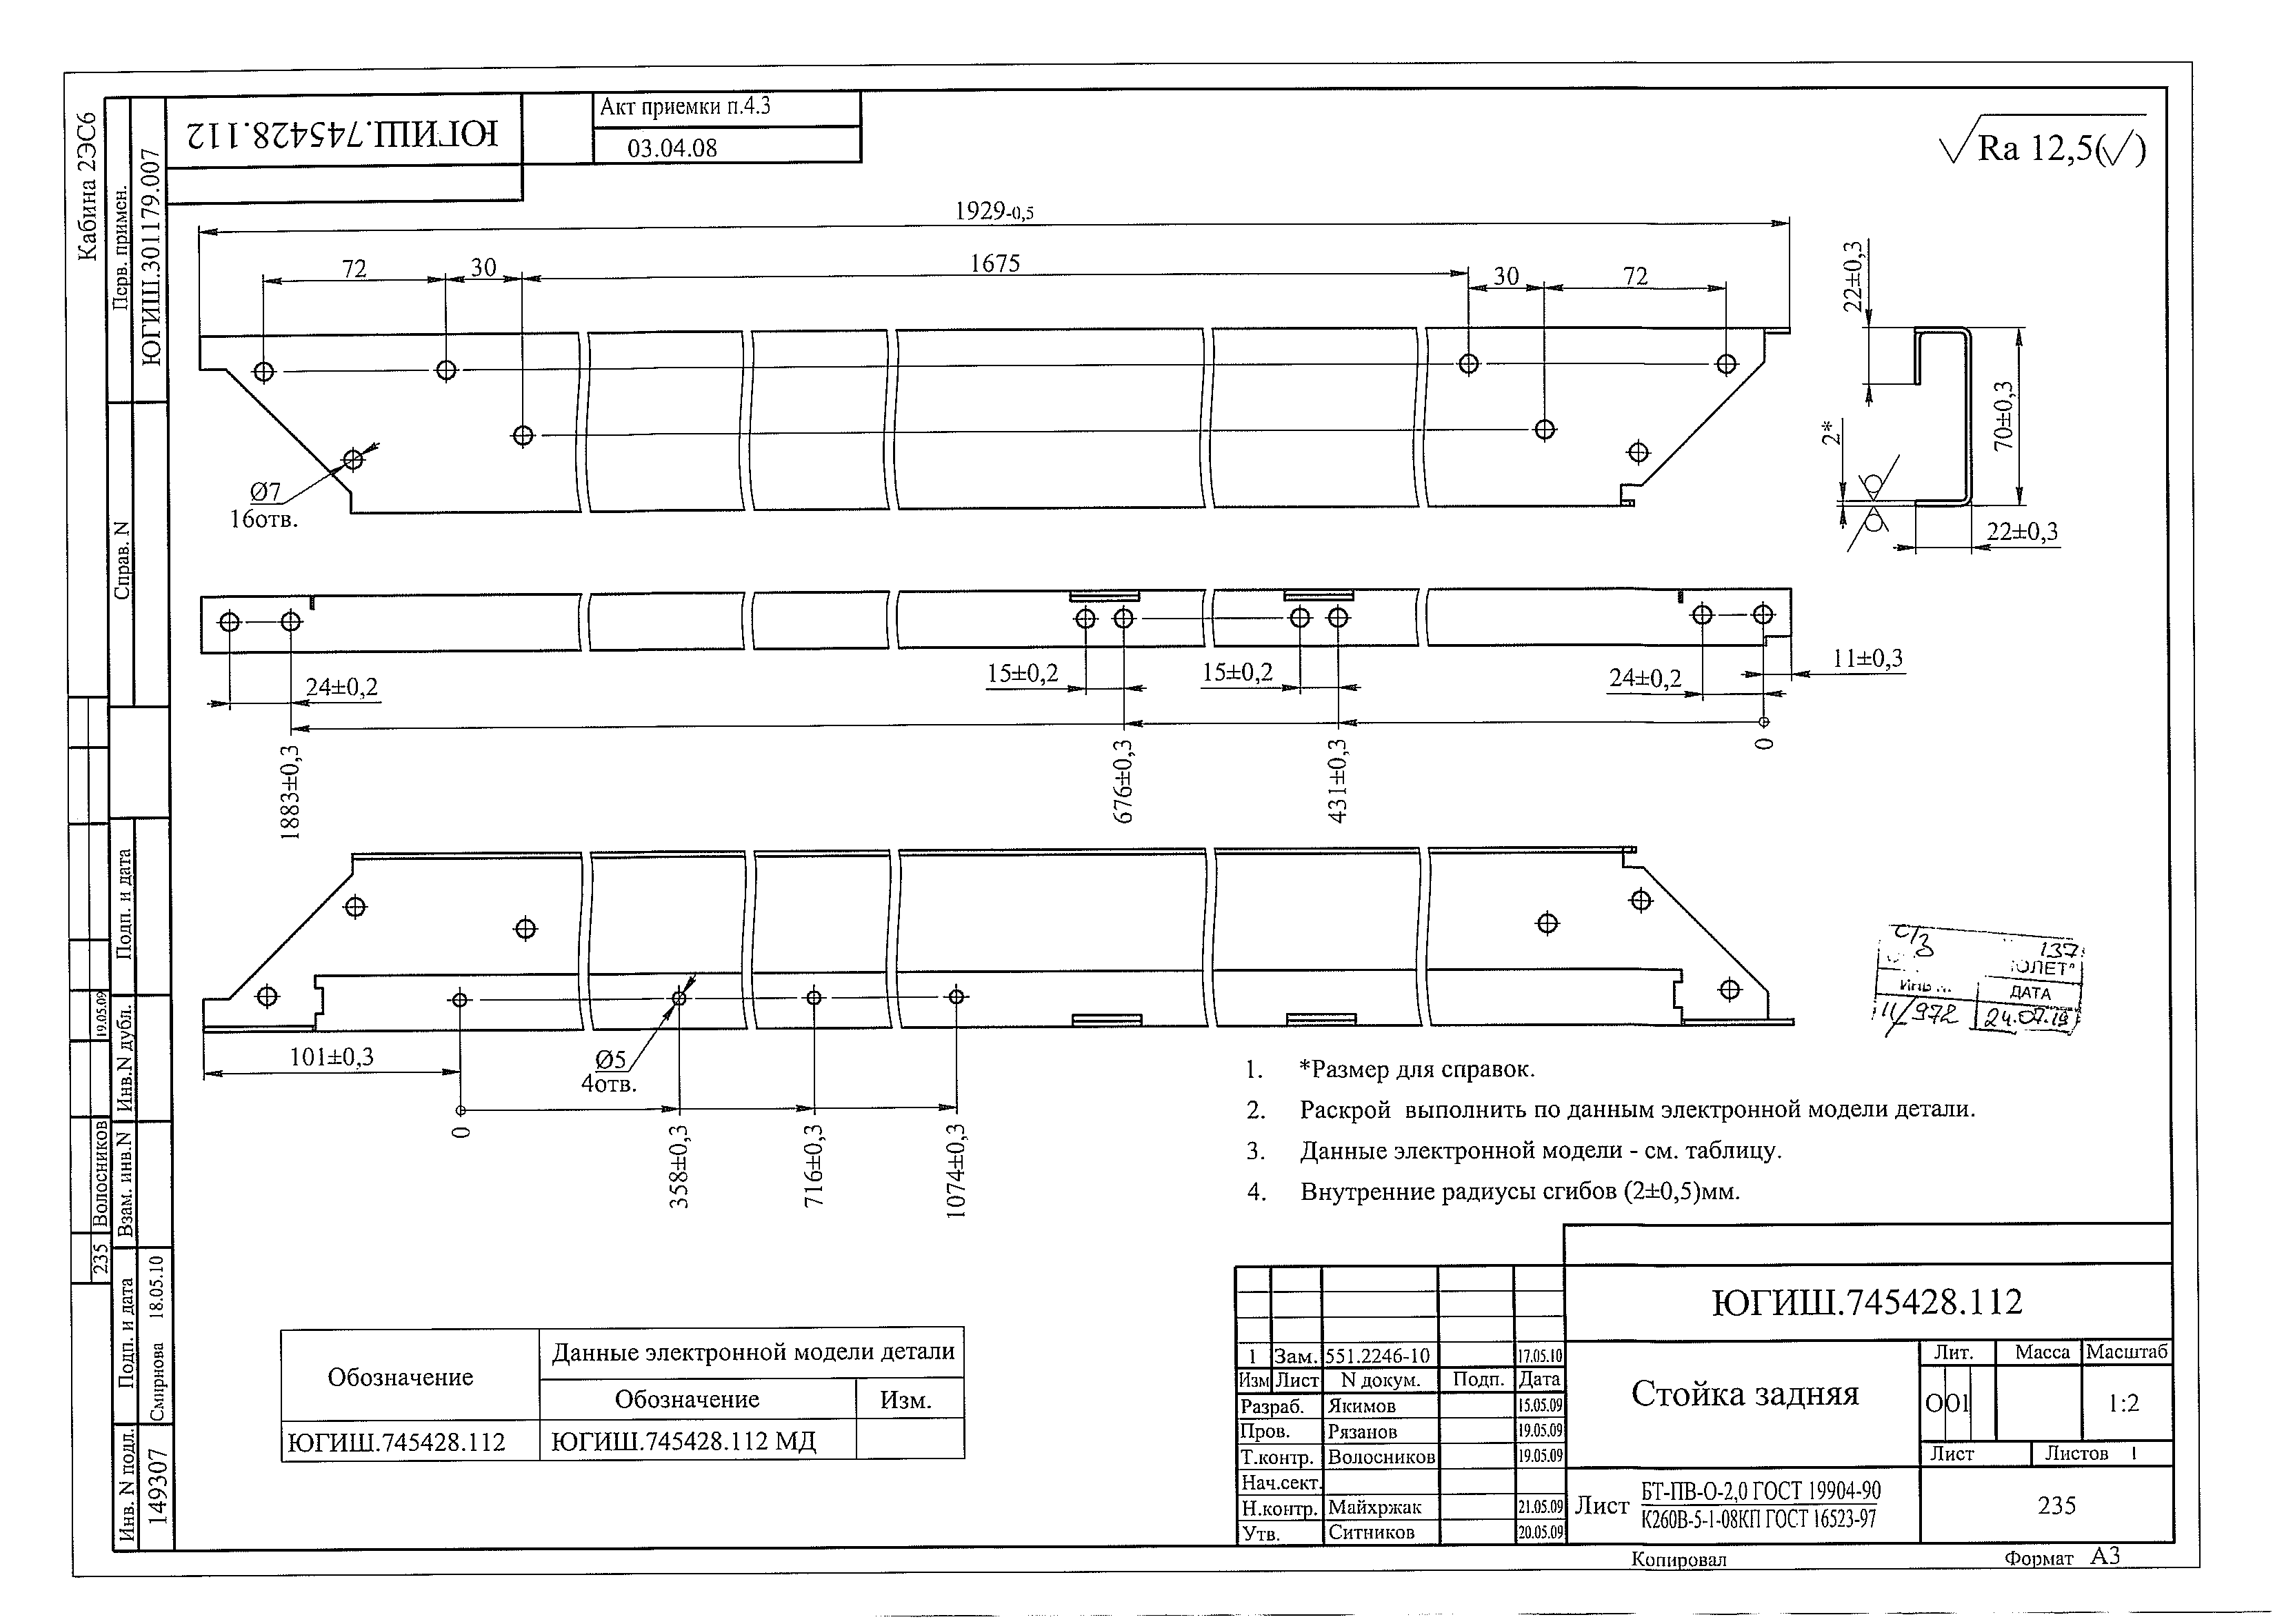 Кабина 2ЭС6
Перв. примен.
ЮГИШ.301179.007
Справ. N
ЮГИШ.745428.112
Акт приемки п.4.3
03.04.08
Ra 12,5(√)
1929-0,5
72
30
1675
30
72
Ø7
16отв.
22±0,3
2*
70±0,3
22±0,3
24±0,2
15±0,2
15±0,2
24±0,2
11±0,3
1883±0,3
676±0,3
431±0,3
0
101±0,3
Ø5
4отв.
0
358±0,3
716±0,3
1074±0,3
С/З 137
ДАТА
11/972 24.07.19
1. *Размер для справок.
2. Раскрой выполнить по данным электронной модели детали.
3. Данные электронной модели - см. таблицу.
4. Внутренние радиусы сгибов (2±0,5)мм.
Подп. и дата
Инв.N дубл.
Взам. инв.N
Подп. и дата
Инв. N подл.
19.05.09
Волосников
235
Смирнова 18.05.10
149307
Обозначение
Данные электронной модели детали
Обозначение Изм.
ЮГИШ.745428.112 ЮГИШ.745428.112 МД
1 Зам. 551.2246-10 17.05.10
Изм Лист N докум. Подп. Дата
Разраб. Якимов 15.05.09
Пров. Рязанов 19.05.09
Т.контр. Волосников 19.05.09
Нач.сект.
Н.контр. Майхржак 21.05.09
Утв. Ситников 20.05.09
ЮГИШ.745428.112
Стойка задняя
Лит. Масса Масштаб
О О1 1:2
Лист Листов 1
Лист БТ-ПВ-О-2,0 ГОСТ 19904-90
К260В-5-1-08КП ГОСТ 16523-97
235
Копировал Формат А3